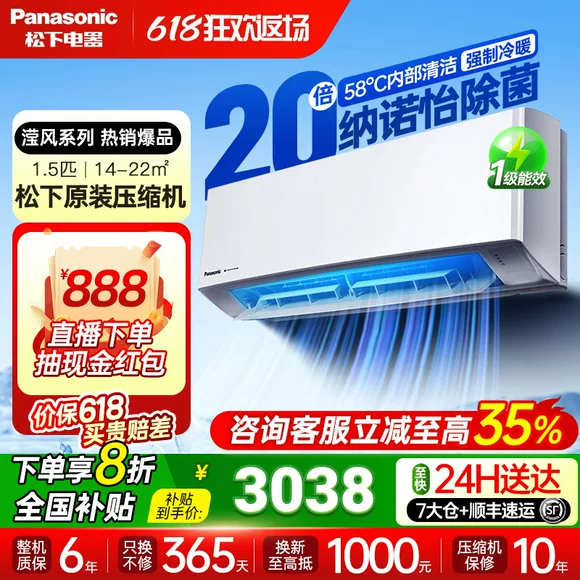 Panasonic
松下电器
618狂欢返场
20倍
58°C内部清洁 强制冷暖
纳诺怡除菌
滢风系列 热销爆品
1.5匹 | 14-22㎡
松下原装压缩机
1级能效
¥888
直播下单
抽现金红包
Panasonic
价保618
买贵赔差
咨询客服立减至高35%
下单享8折
全国补贴
补贴到手价:
¥3038
至快 24H送达
7大仓+顺丰速运 SF
整机质保 6年
只换不修 365天
换新至高抵 1000元
压缩机保修 10年